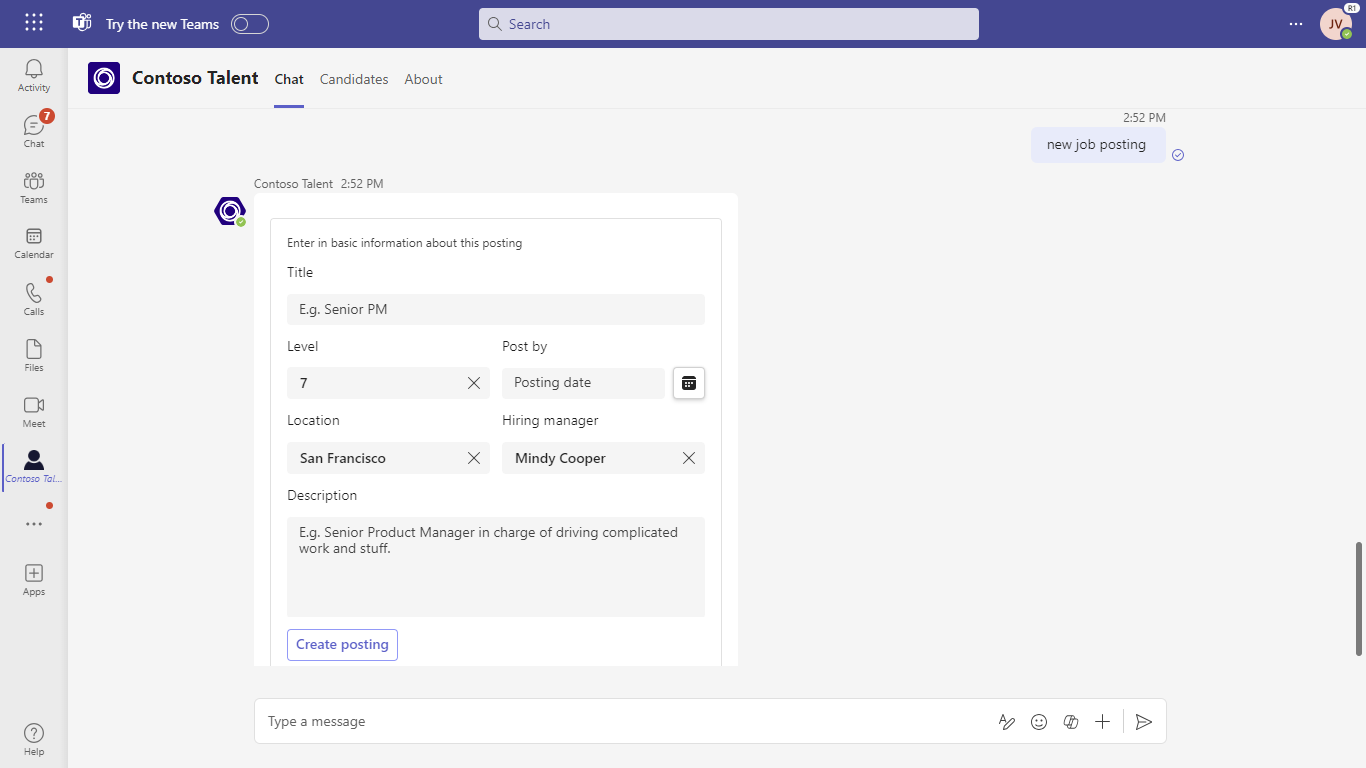 Try the new Teams
Search
R1
JV
Activity
7
Chat
Teams
Calendar
Calls
Files
Meet
Contoso Tal...
Apps
Help
Contoso Talent
Chat
Candidates
About
2:52 PM
new job posting
Contoso Talent 2:52 PM
Enter in basic information about this posting
Title
E.g. Senior PM
Level
Post by
7
Posting date
Location
Hiring manager
San Francisco
Mindy Cooper
Description
E.g. Senior Product Manager in charge of driving complicated
work and stuff.
Create posting
Type a message